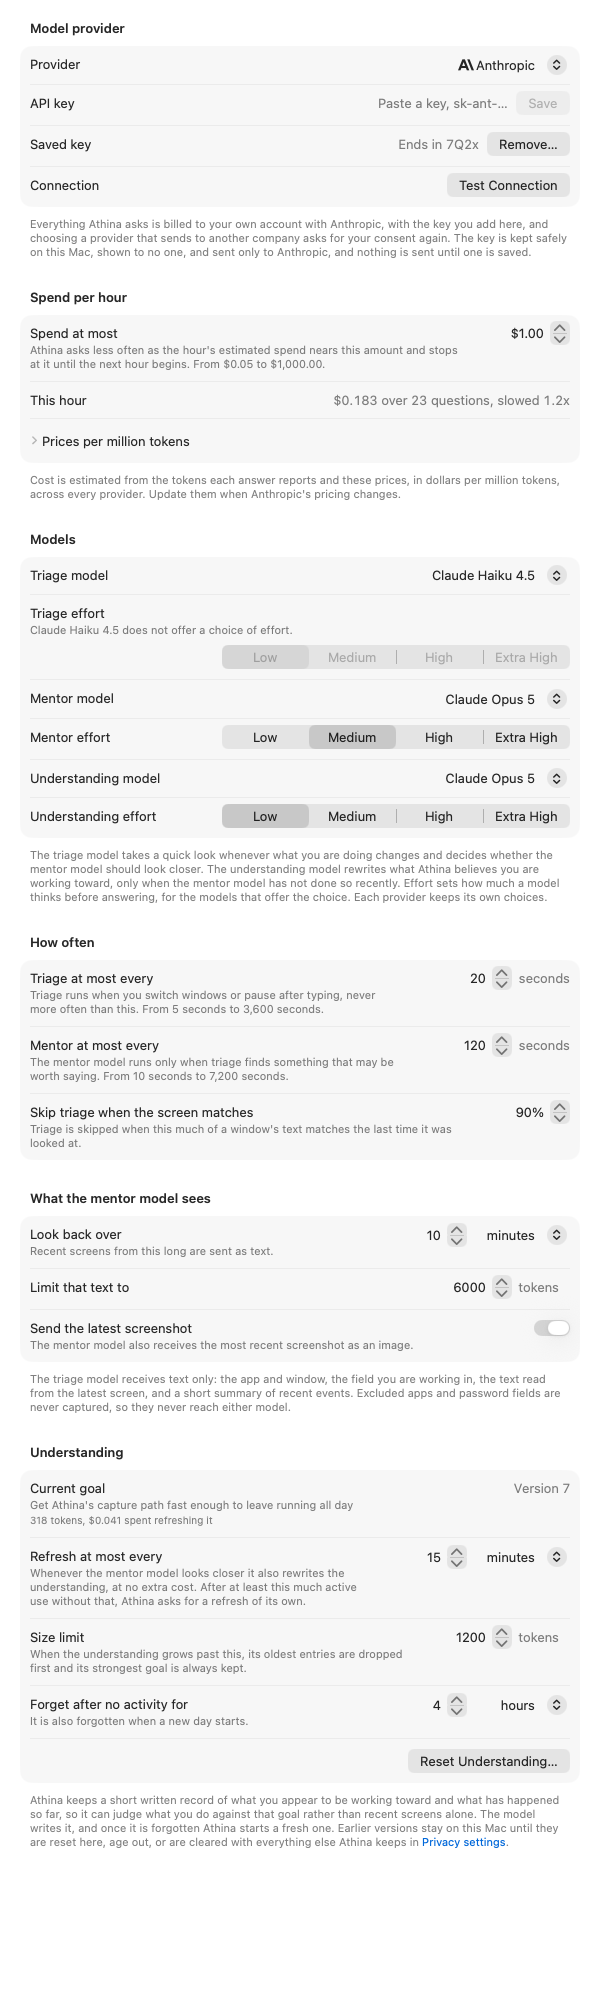 Model provider
Provider
Anthropic
API key
Paste a key, sk-ant-...
Save
Saved key
Ends in 7Q2x
Remove...
Connection
Test Connection
Everything Athina asks is billed to your own account with Anthropic, with the key you add here, and
choosing a provider that sends to another company asks for your consent again. The key is kept safely
on this Mac, shown to no one, and sent only to Anthropic, and nothing is sent until one is saved.
Spend per hour
Spend at most
$1.00
Athina asks less often as the hour's estimated spend nears this amount and stops
at it until the next hour begins. From $0.05 to $1,000.00.
This hour
$0.183 over 23 questions, slowed 1.2x
Prices per million tokens
Cost is estimated from the tokens each answer reports and these prices, in dollars per million tokens,
across every provider. Update them when Anthropic's pricing changes.
Models
Triage model
Claude Haiku 4.5
Triage effort
Claude Haiku 4.5 does not offer a choice of effort.
Low Medium High Extra High
Mentor model
Claude Opus 5
Mentor effort
Low Medium High Extra High
Understanding model
Claude Opus 5
Understanding effort
Low Medium High Extra High
The triage model takes a quick look whenever what you are doing changes and decides whether the
mentor model should look closer. The understanding model rewrites what Athina believes you are
working toward, only when the mentor model has not done so recently. Effort sets how much a model
thinks before answering, for the models that offer the choice. Each provider keeps its own choices.
How often
Triage at most every
20 seconds
Triage runs when you switch windows or pause after typing, never
more often than this. From 5 seconds to 3,600 seconds.
Mentor at most every
120 seconds
The mentor model runs only when triage finds something that may be
worth saying. From 10 seconds to 7,200 seconds.
Skip triage when the screen matches
90%
Triage is skipped when this much of a window's text matches the last time it was
looked at.
What the mentor model sees
Look back over
10 minutes
Recent screens from this long are sent as text.
Limit that text to
6000 tokens
Send the latest screenshot
The mentor model also receives the most recent screenshot as an image.
The triage model receives text only: the app and window, the field you are working in, the text read
from the latest screen, and a short summary of recent events. Excluded apps and password fields are
never captured, so they never reach either model.
Understanding
Current goal
Version 7
Get Athina's capture path fast enough to leave running all day
318 tokens, $0.041 spent refreshing it
Refresh at most every
15 minutes
Whenever the mentor model looks closer it also rewrites the
understanding, at no extra cost. After at least this much active
use without that, Athina asks for a refresh of its own.
Size limit
1200 tokens
When the understanding grows past this, its oldest entries are dropped
first and its strongest goal is always kept.
Forget after no activity for
4 hours
It is also forgotten when a new day starts.
Reset Understanding...
Athina keeps a short written record of what you appear to be working toward and what has happened
so far, so it can judge what you do against that goal rather than recent screens alone. The model
writes it, and once it is forgotten Athina starts a fresh one. Earlier versions stay on this Mac until they
are reset here, age out, or are cleared with everything else Athina keeps in Privacy settings.